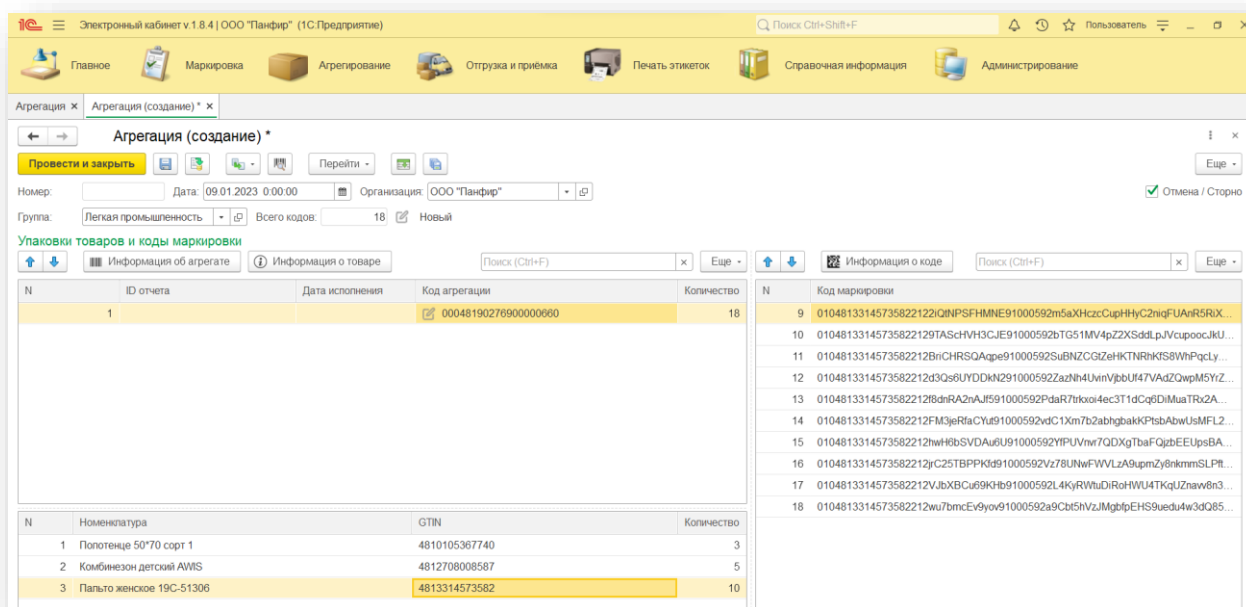 1С Электронный кабинет v.1.8.4 | ООО "Панфир" (1С:Предприятие) Поиск Ctrl+Shift+F Пользователь
Главное Маркировка Агрегирование Отгрузка и приёмка Печать этикеток Справочная информация Администрирование
Агрегация × Агрегация (создание) * ×
Агрегация (создание) *
Провести и закрыть Перейти Еще
Номер: Дата: 09.01.2023 0:00:00 Организация: ООО "Панфир" Отмена / Сторно
Группа: Легкая промышленность Всего кодов: 18 Новый
Упаковки товаров и коды маркировки
Информация об агрегате Информация о товаре Поиск (Ctrl+F) × Еще Информация о коде Поиск (Ctrl+F) × Еще
N ID отчета Дата исполнения Код агрегации Количество N Код маркировки
1 00048190276900000660 18 9 01048133145735822122iQtNPSFHMNE91000592m5aXHczcCupHHyC2niqFUAnR5RiX...
10 01048133145735822129TAScHVH3CJE91000592bTG51MV4pZ2XSddLpJVcupoocJkU...
11 0104813314573582212BriCHRSQAqpe91000592SuBNZCGtZeHKTNRhKfS8WhPqcLy...
12 0104813314573582212d3Qs6UYDDkN291000592ZazNh4UvinVjbbUf47VAdZQwpM5YrZ...
13 0104813314573582212f8dnRA2nAJf591000592PdaR7trkxoi4ec3T1dCq6DiMuaTRx2A...
14 0104813314573582212FM3jeRfaCYut91000592vdC1Xm7b2abhgbakKPtsbAbwUsMFL2...
15 0104813314573582212hwH6bSVDAu6U91000592YfPUVnvr7QDXgTbaFQjzbEEUpsBA...
16 0104813314573582212jrC25TBPPKfd91000592Vz78UNwFWVLzA9upmZy8nkmmSLPft...
17 0104813314573582212VJbXBCu69KHb91000592L4KyRWtuDiRoHWU4TKqUZnavv8n3...
18 0104813314573582212wu7bmcEv9yov91000592a9Cbt5hVzJMgbfpEHS9uedu4w3dQ85...
N Номенклатура GTIN Количество
1 Полотенце 50*70 сорт 1 4810105367740 3
2 Комбинезон детский AWIS 4812708008587 5
3 Пальто женское 19С-51306 4813314573582 10